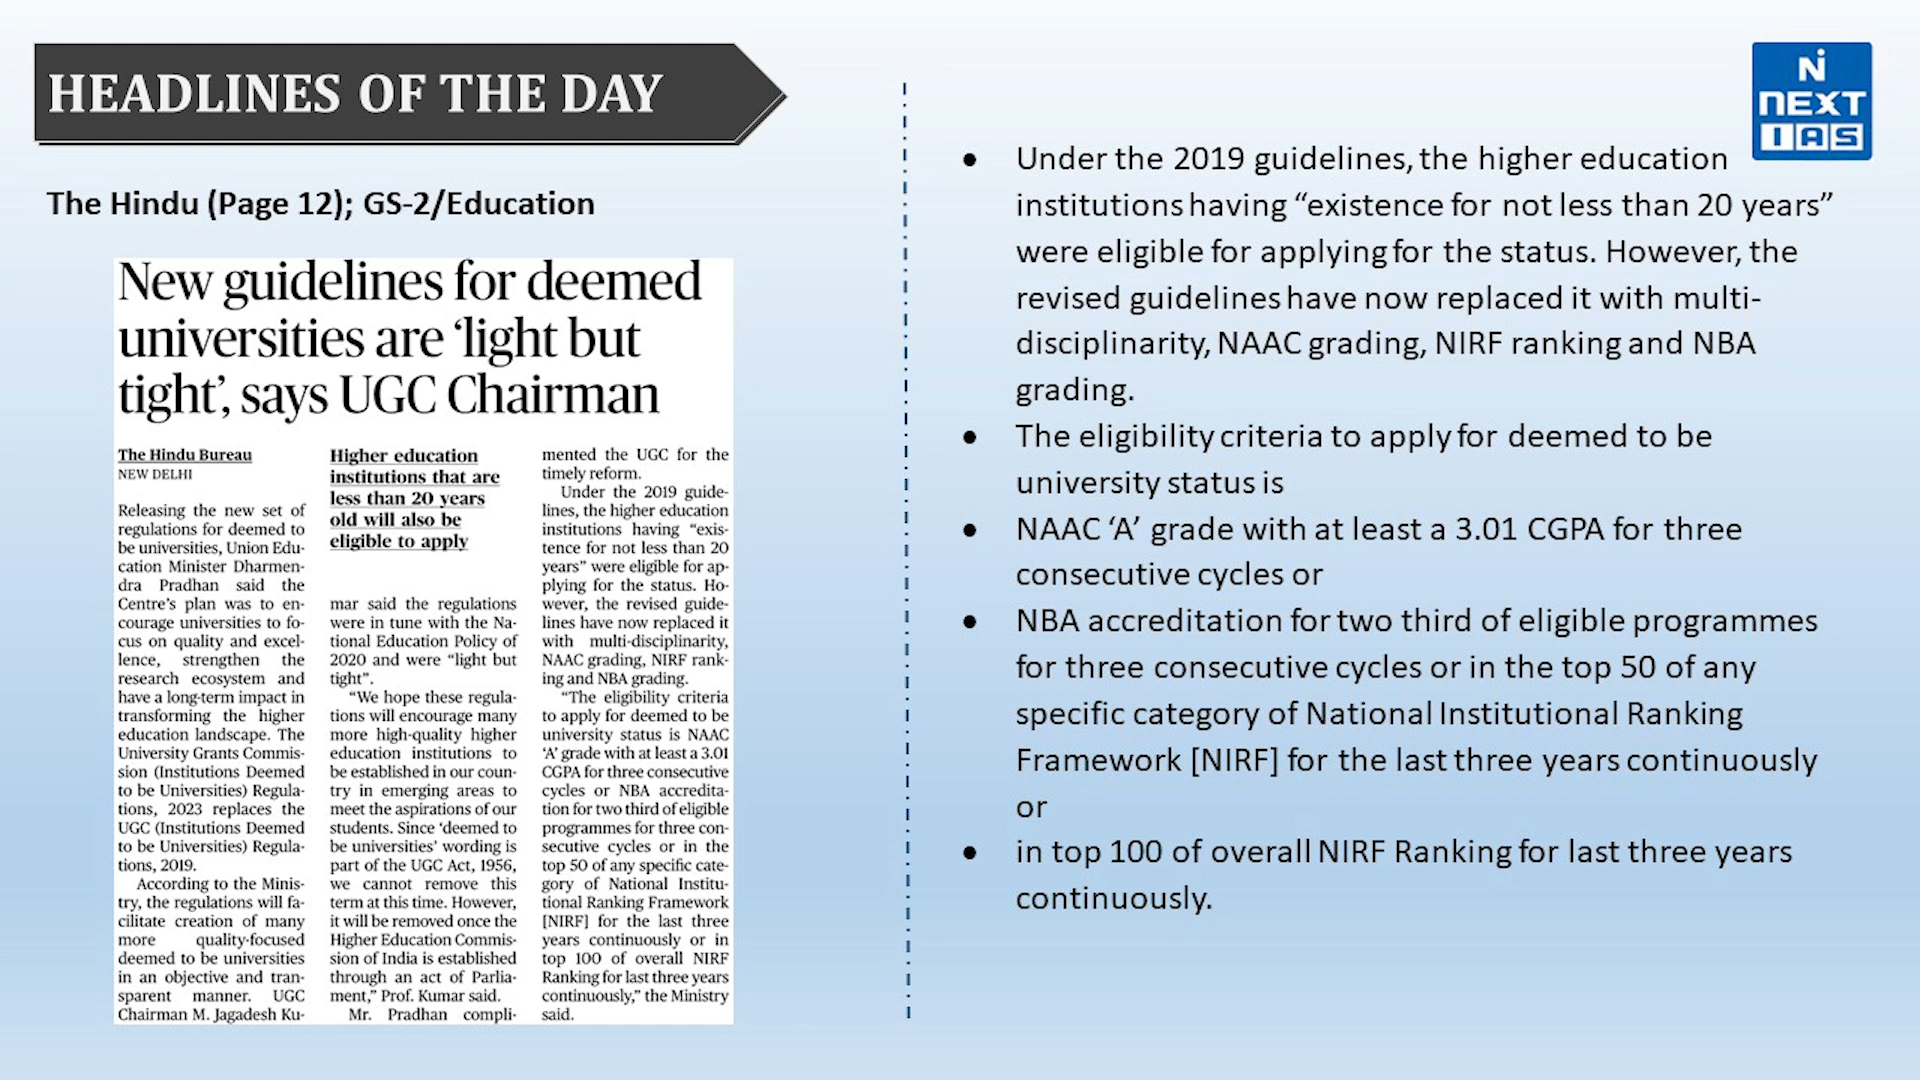 HEADLINES OF THE DAY
The Hindu (Page 12); GS-2/Education
New guidelines for deemed
universities are ‘light but
tight’, says UGC Chairman
The Hindu Bureau
NEW DELHI
Releasing the new set of
regulations for deemed to
be universities, Union Edu-
cation Minister Dharmen-
dra Pradhan said the
Centre’s plan was to en-
courage universities to fo-
cus on quality and excel-
lence, strengthen the
research ecosystem and
have a long-term impact in
transforming the higher
education landscape. The
University Grants Commis-
sion (Institutions Deemed
to be Universities) Regula-
tions, 2023 replaces the
UGC (Institutions Deemed
to be Universities) Regula-
tions, 2019.
According to the Minis-
try, the regulations will fa-
cilitate creation of many
more quality-focused
deemed to be universities
in an objective and tran-
sparent manner. UGC
Chairman M. Jagadesh Ku-
Higher education
institutions that are
less than 20 years
old will also be
eligible to apply
mar said the regulations
were in tune with the Na-
tional Education Policy of
2020 and were “light but
tight”.
“We hope these regula-
tions will encourage many
more high-quality higher
education institutions to
be established in our coun-
try in emerging areas to
meet the aspirations of our
students. Since ‘deemed to
be universities’ wording is
part of the UGC Act, 1956,
we cannot remove this
term at this time. However,
it will be removed once the
Higher Education Commis-
sion of India is established
through an act of Parlia-
ment,” Prof. Kumar said.
Mr. Pradhan compli-
mented the UGC for the
timely reform.
Under the 2019 guide-
lines, the higher education
institutions having “exis-
tence for not less than 20
years” were eligible for ap-
plying for the status. Ho-
wever, the revised guide-
lines have now replaced it
with multi-disciplinarity,
NAAC grading, NIRF rank-
ing and NBA grading.
“The eligibility criteria
to apply for deemed to be
university status is NAAC
‘A’ grade with at least a 3.01
CGPA for three consecutive
cycles or NBA accredita-
tion for two third of eligible
programmes for three con-
secutive cycles or in the
top 50 of any specific cate-
gory of National Institu-
tional Ranking Framework
[NIRF] for the last three
years continuously or in
top 100 of overall NIRF
Ranking for last three years
continuously,” the Ministry
said.
N
NEXT
IAS
• Under the 2019 guidelines, the higher education
institutions having “existence for not less than 20 years”
were eligible for applying for the status. However, the
revised guidelines have now replaced it with multi-
disciplinarity, NAAC grading, NIRF ranking and NBA
grading.
• The eligibility criteria to apply for deemed to be
university status is
• NAAC ‘A’ grade with at least a 3.01 CGPA for three
consecutive cycles or
• NBA accreditation for two third of eligible programmes
for three consecutive cycles or in the top 50 of any
specific category of National Institutional Ranking
Framework [NIRF] for the last three years continuously
or
• in top 100 of overall NIRF Ranking for last three years
continuously.